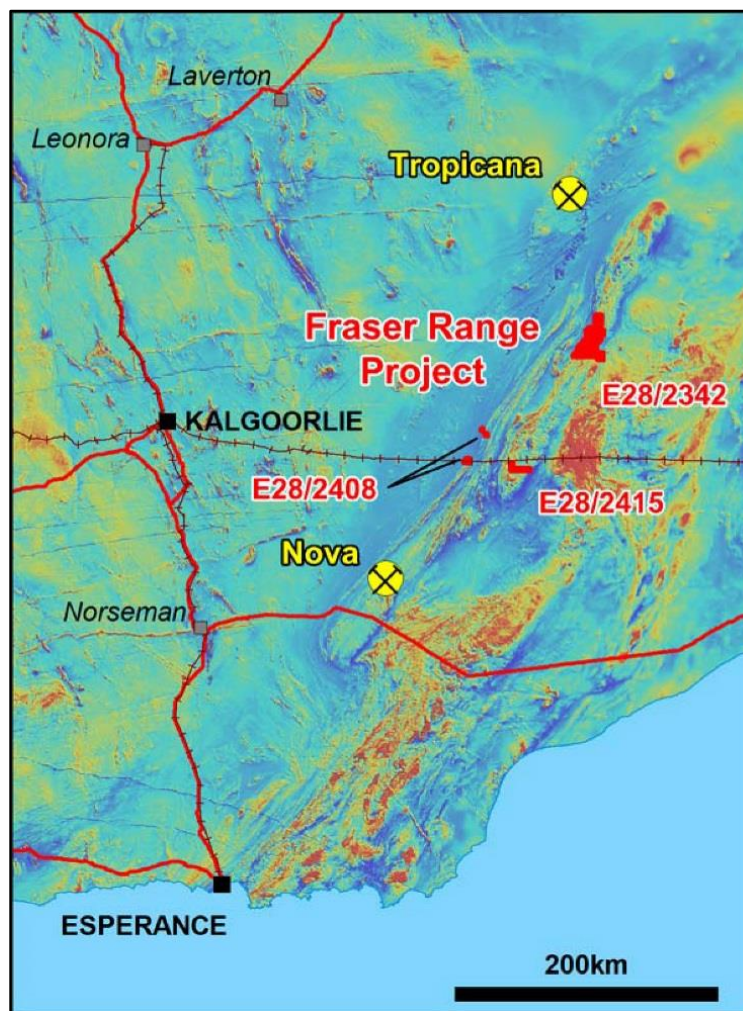 Laverton
Leonora
Tropicana
Fraser Range
Project
E28/2342
KALGOORLIE
E28/2408
E28/2415
Nova
Norseman
ESPERANCE
200km